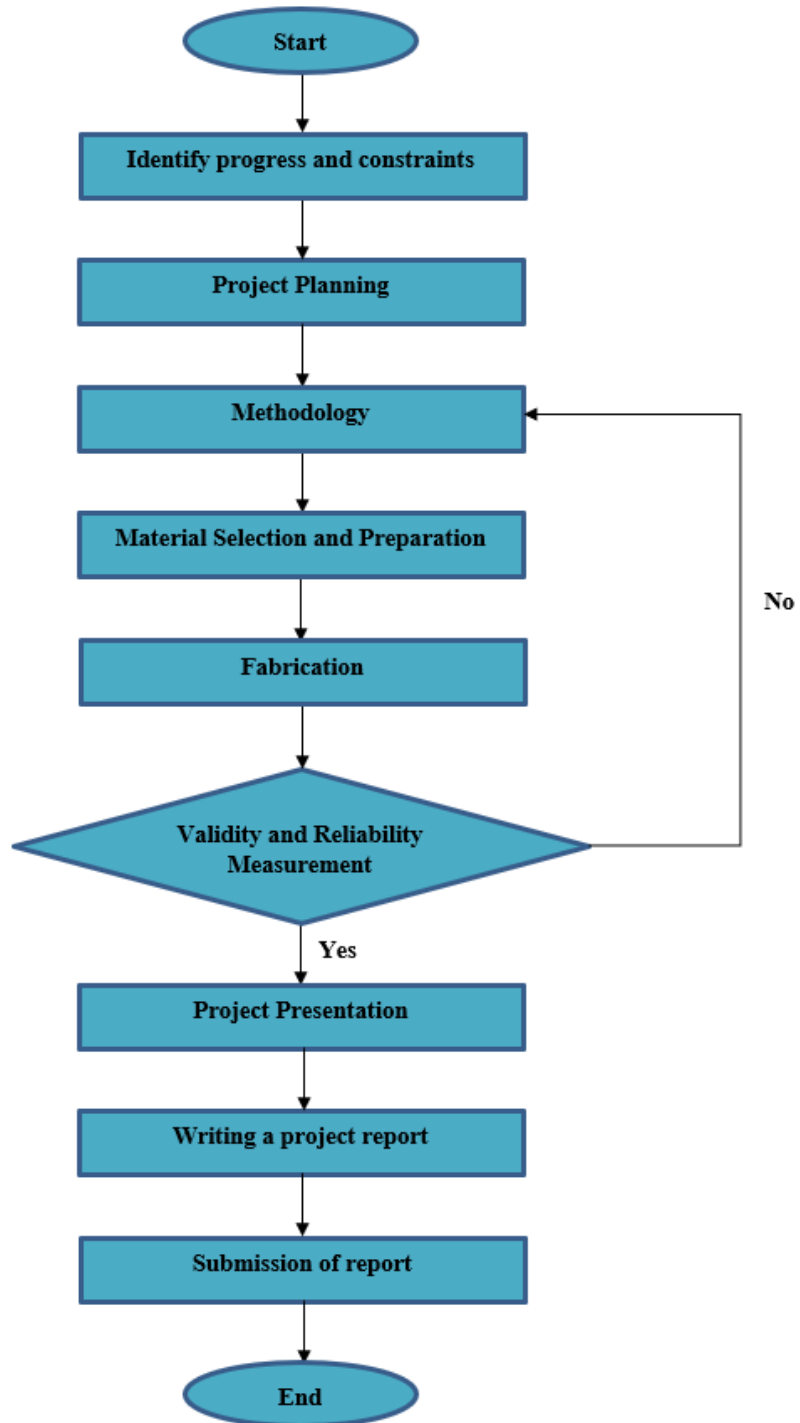 Start
Identify progress and constraints
Project Planning
Methodology
Material Selection and Preparation
No
Fabrication
Validity and Reliability
Measurement
Yes
Project Presentation
Writing a project report
Submission of report
End